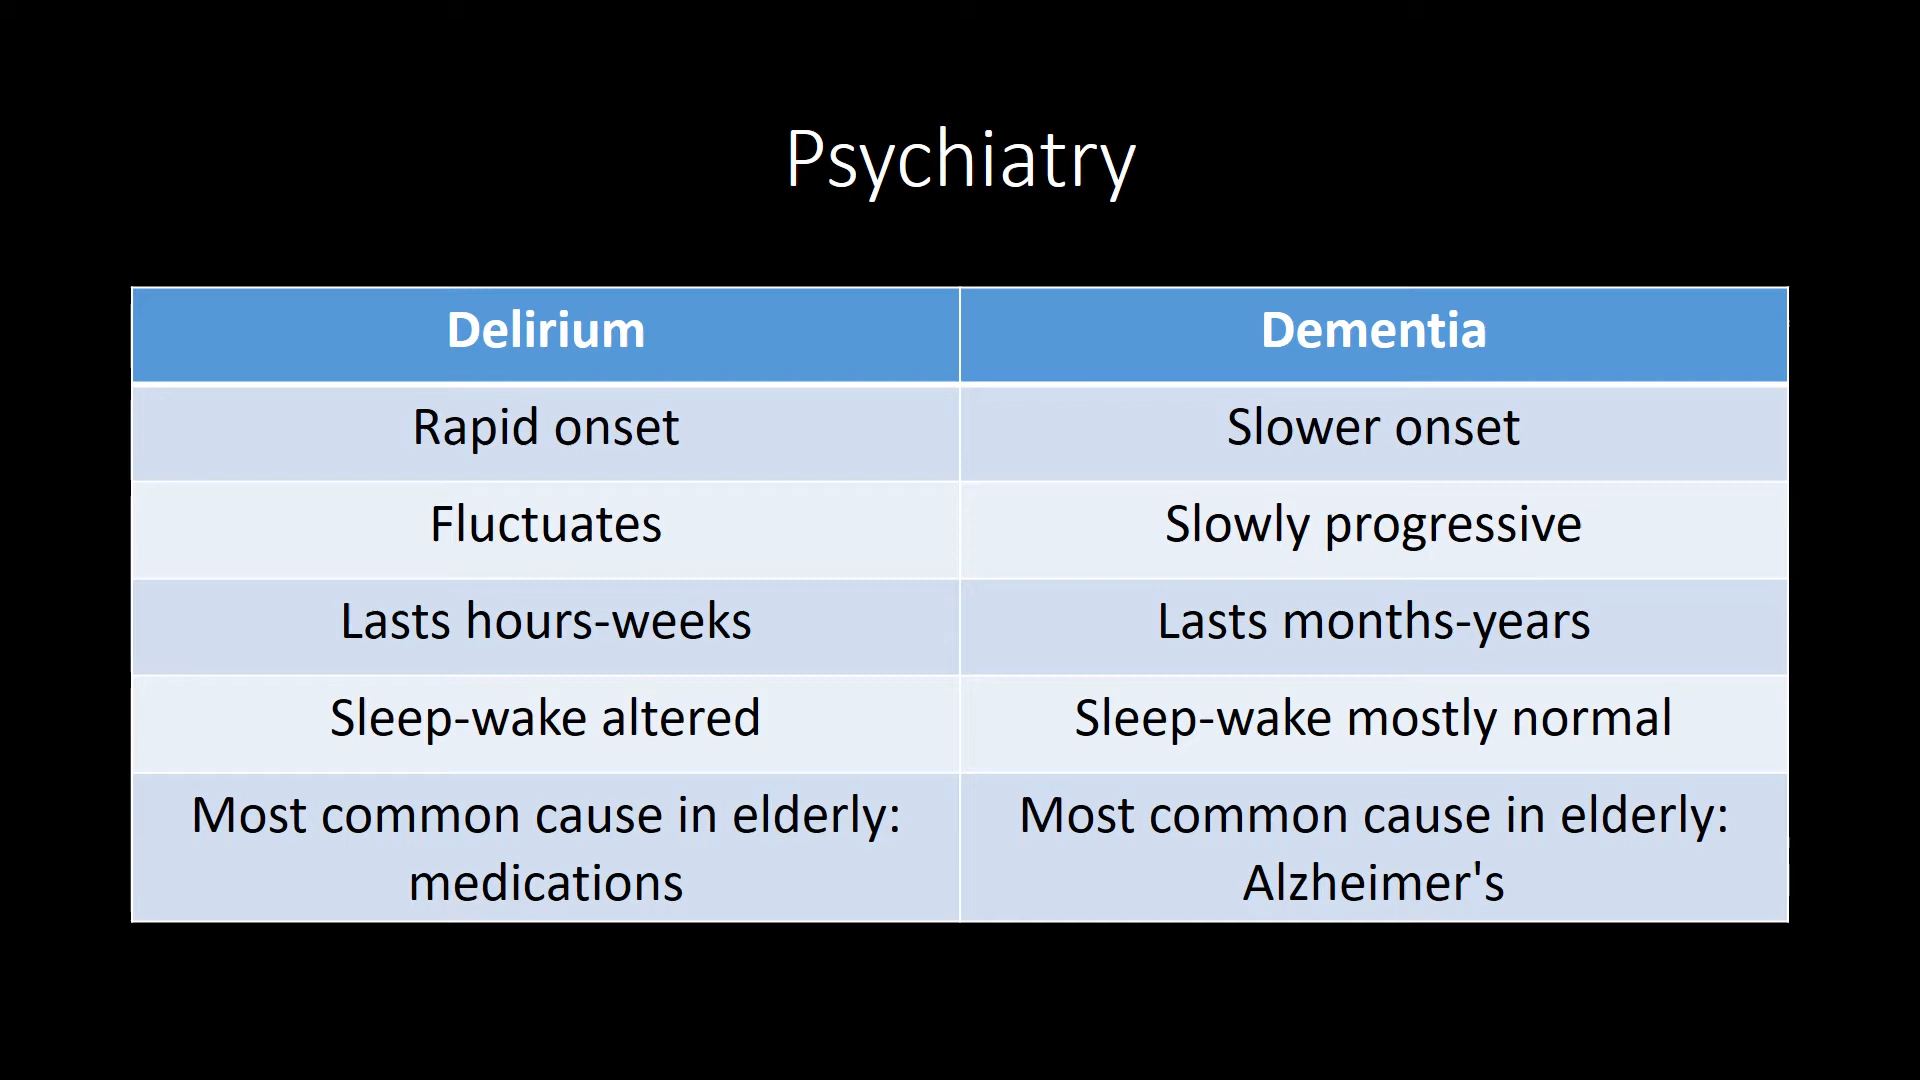 Psychiatry
Delirium
Dementia
Rapid onset
Slower onset
Fluctuates
Slowly progressive
Lasts hours-weeks
Lasts months-years
Sleep-wake altered
Sleep-wake mostly normal
Most common cause in elderly:
medications
Most common cause in elderly:
Alzheimer's